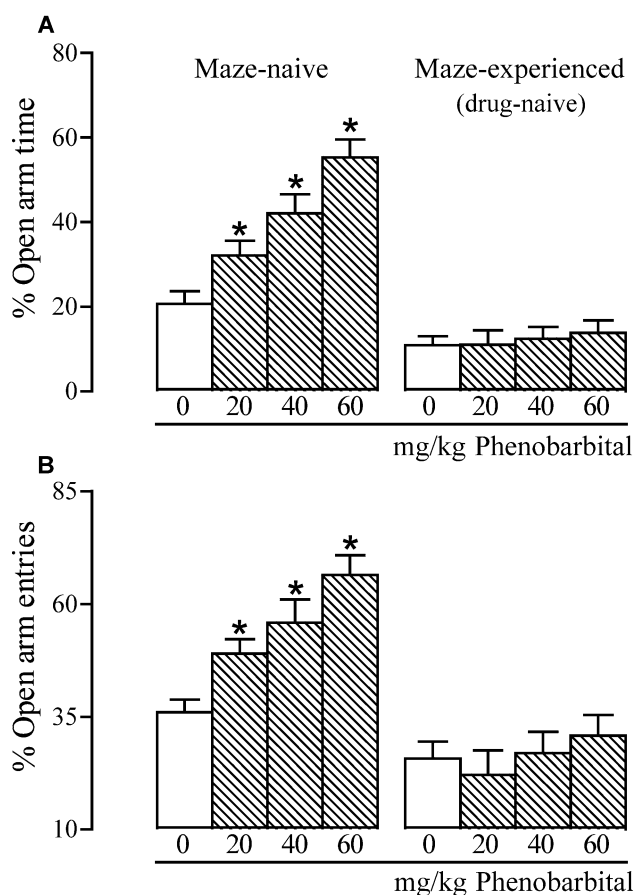 A
80
Maze-naive
Maze-experienced
(drug-naive)
60
40
20
0
% Open arm time
*
*
*
0 20 40 60 0 20 40 60
mg/kg Phenobarbital
B
85
60
35
10
% Open arm entries
*
*
*
0 20 40 60 0 20 40 60
mg/kg Phenobarbital